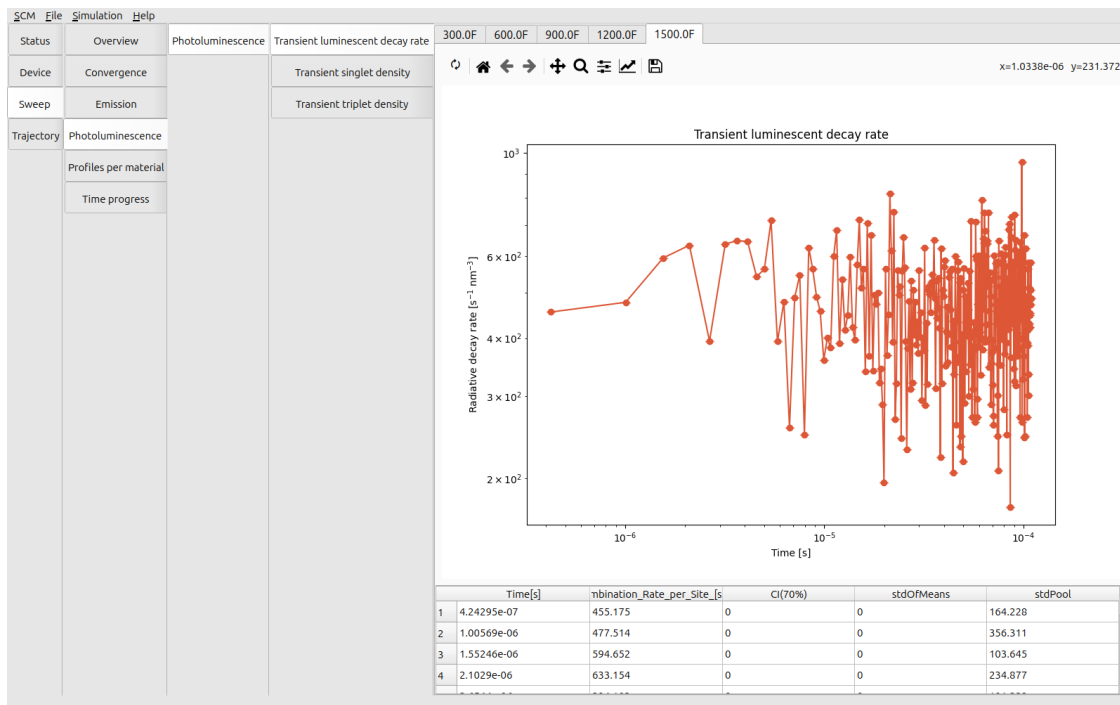 SCM File Simulation Help
Status Overview Photoluminescence Transient luminescent decay rate 300.0F 600.0F 900.0F 1200.0F 1500.0F
Device Convergence Transient singlet density x=1.0338e-06 y=231.372
Sweep Emission Transient triplet density
Trajectory Photoluminescence
Profiles per material
Time progress
Transient luminescent decay rate
10³
6 × 10²
4 × 10²
3 × 10²
2 × 10²
Radiative decay rate [s⁻¹ nm⁻³]
10⁻⁶ 10⁻⁵ 10⁻⁴
Time [s]
Time[s] nbination_Rate_per_Site_[s CI(70%) stdOfMeans stdPool
1 4.24295e-07 455.175 0 0 164.228
2 1.00569e-06 477.514 0 0 356.311
3 1.55246e-06 594.652 0 0 103.645
4 2.1029e-06 633.154 0 0 234.877